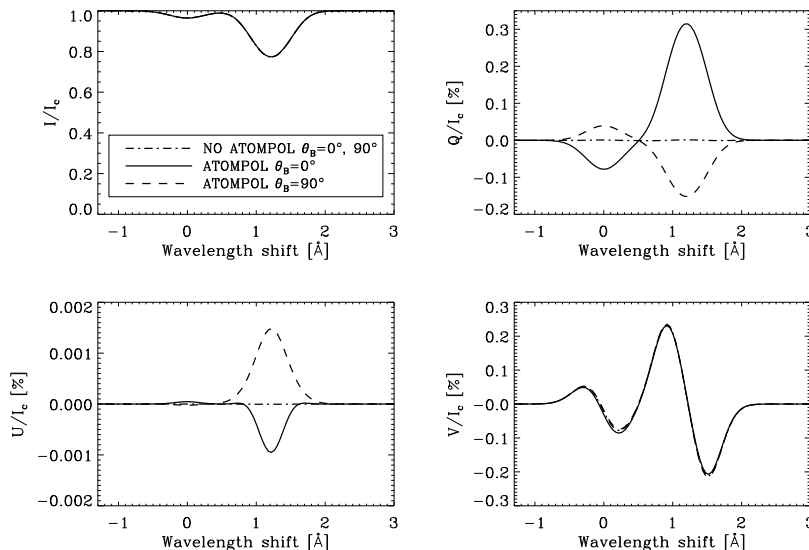 1.0
0.8
0.6
0.4
0.2
0.0
I/I_c
NO ATOMPOL θ_B=0°, 90°
ATOMPOL θ_B=0°
ATOMPOL θ_B=90°
−1 0 1 2 3
Wavelength shift [Å]
0.3
0.2
0.1
0.0
−0.1
−0.2
Q/I_c [%]
−1 0 1 2 3
Wavelength shift [Å]
0.002
0.001
0.000
−0.001
−0.002
U/I_c [%]
−1 0 1 2 3
Wavelength shift [Å]
0.3
0.2
0.1
−0.0
−0.1
−0.2
−0.3
V/I_c [%]
−1 0 1 2 3
Wavelength shift [Å]